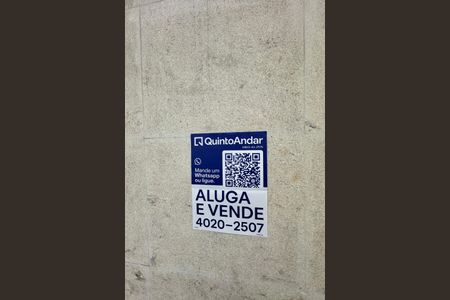 QuintoAndar
Mande um
Whatsapp
ou ligue.
ALUGA
E VENDE
4020-2507